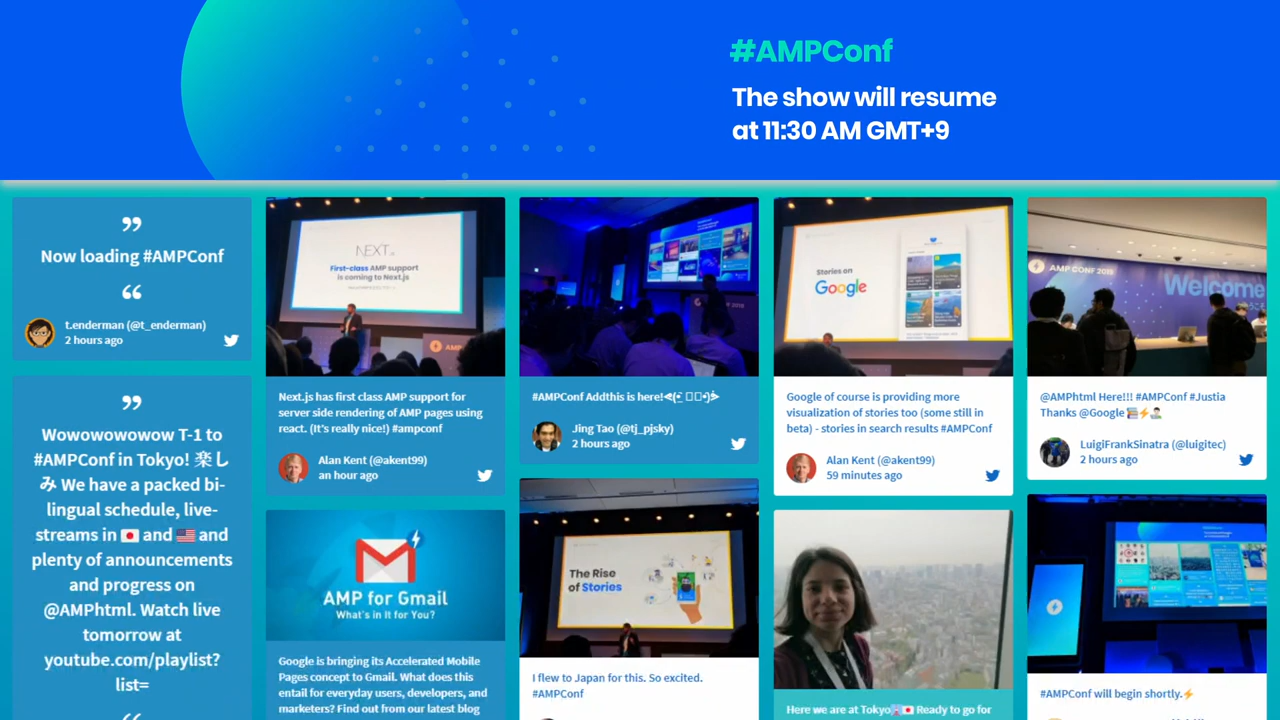 #AMPConf
The show will resume
at 11:30 AM GMT+9
”
Now loading #AMPConf
“
t.enderman (@t_enderman)
2 hours ago
”
Wowowowowow T-1 to
#AMPConf in Tokyo! 楽し
み We have a packed bi-
lingual schedule, live-
streams in 🇯🇵 and 🇺🇸 and
plenty of announcements
and progress on
@AMPhtml. Watch live
tomorrow at
youtube.com/playlist?
list=
NEXT.js
First-class AMP support
is coming to Next.js
AMP
Next.js has first class AMP support for
server side rendering of AMP pages using
react. (It's really nice!) #ampconf
Alan Kent (@akent99)
an hour ago
AMP for Gmail
What's in It for You?
Google is bringing its Accelerated Mobile
Pages concept to Gmail. What does this
entail for everyday users, developers, and
marketers? Find out from our latest blog
#AMPConf Addthis is here!
Jing Tao (@tj_pjsky)
2 hours ago
The Rise
of Stories
I flew to Japan for this. So excited.
#AMPConf
Stories on
Google
Google of course is providing more
visualization of stories too (some still in
beta) - stories in search results #AMPConf
Alan Kent (@akent99)
59 minutes ago
Here we are at Tokyo🗼🇯🇵 Ready to go for
AMP CONF 2019
Welcome
@AMPhtml Here!!! #AMPConf #Justia
Thanks @Google
LuigiFrankSinatra (@luigitec)
2 hours ago
#AMPConf will begin shortly.⚡